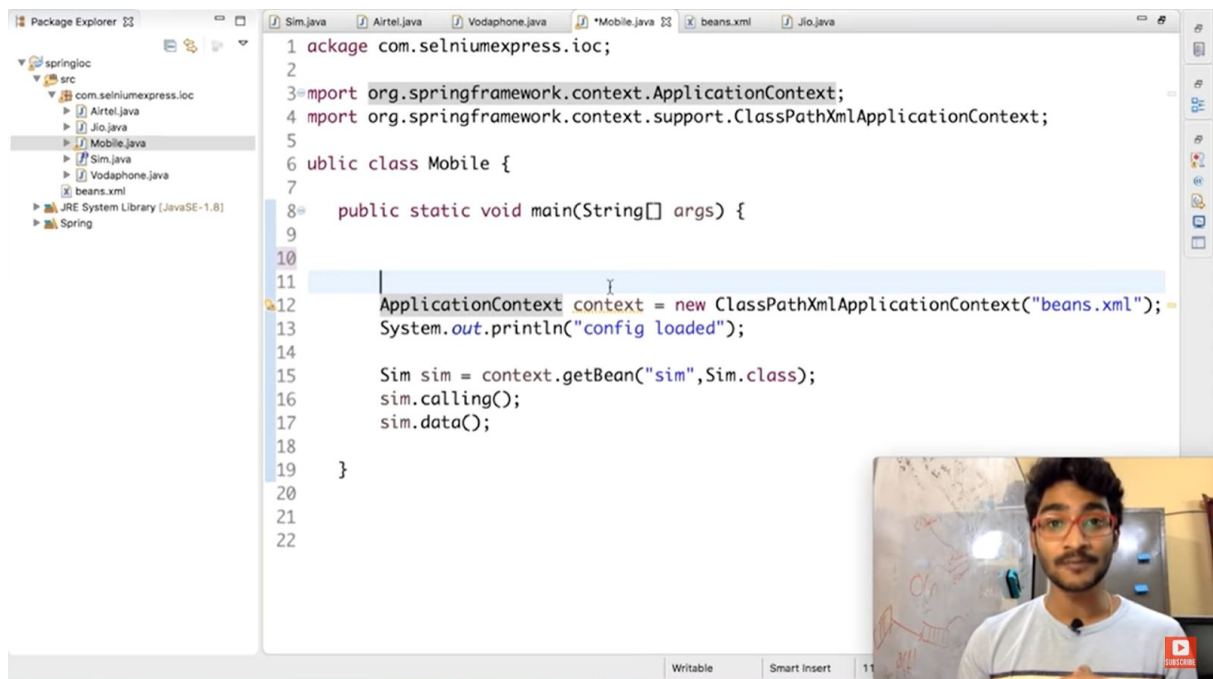 Package Explorer
springioc
src
com.selniumexpress.ioc
Airtel.java
Jio.java
Mobile.java
Sim.java
Vodaphone.java
beans.xml
JRE System Library [JavaSE-1.8]
Spring
Sim.java Airtel.java Vodaphone.java *Mobile.java beans.xml Jio.java
1 ackage com.selniumexpress.ioc;
2
3 mport org.springframework.context.ApplicationContext;
4 mport org.springframework.context.support.ClassPathXmlApplicationContext;
5
6 ublic class Mobile {
7
8 public static void main(String[] args) {
9
10
11
12 ApplicationContext context = new ClassPathXmlApplicationContext("beans.xml");
13 System.out.println("config loaded");
14
15 Sim sim = context.getBean("sim",Sim.class);
16 sim.calling();
17 sim.data();
18
19 }
20
21
22
Writable Smart Insert 11
SUBSCRIBE